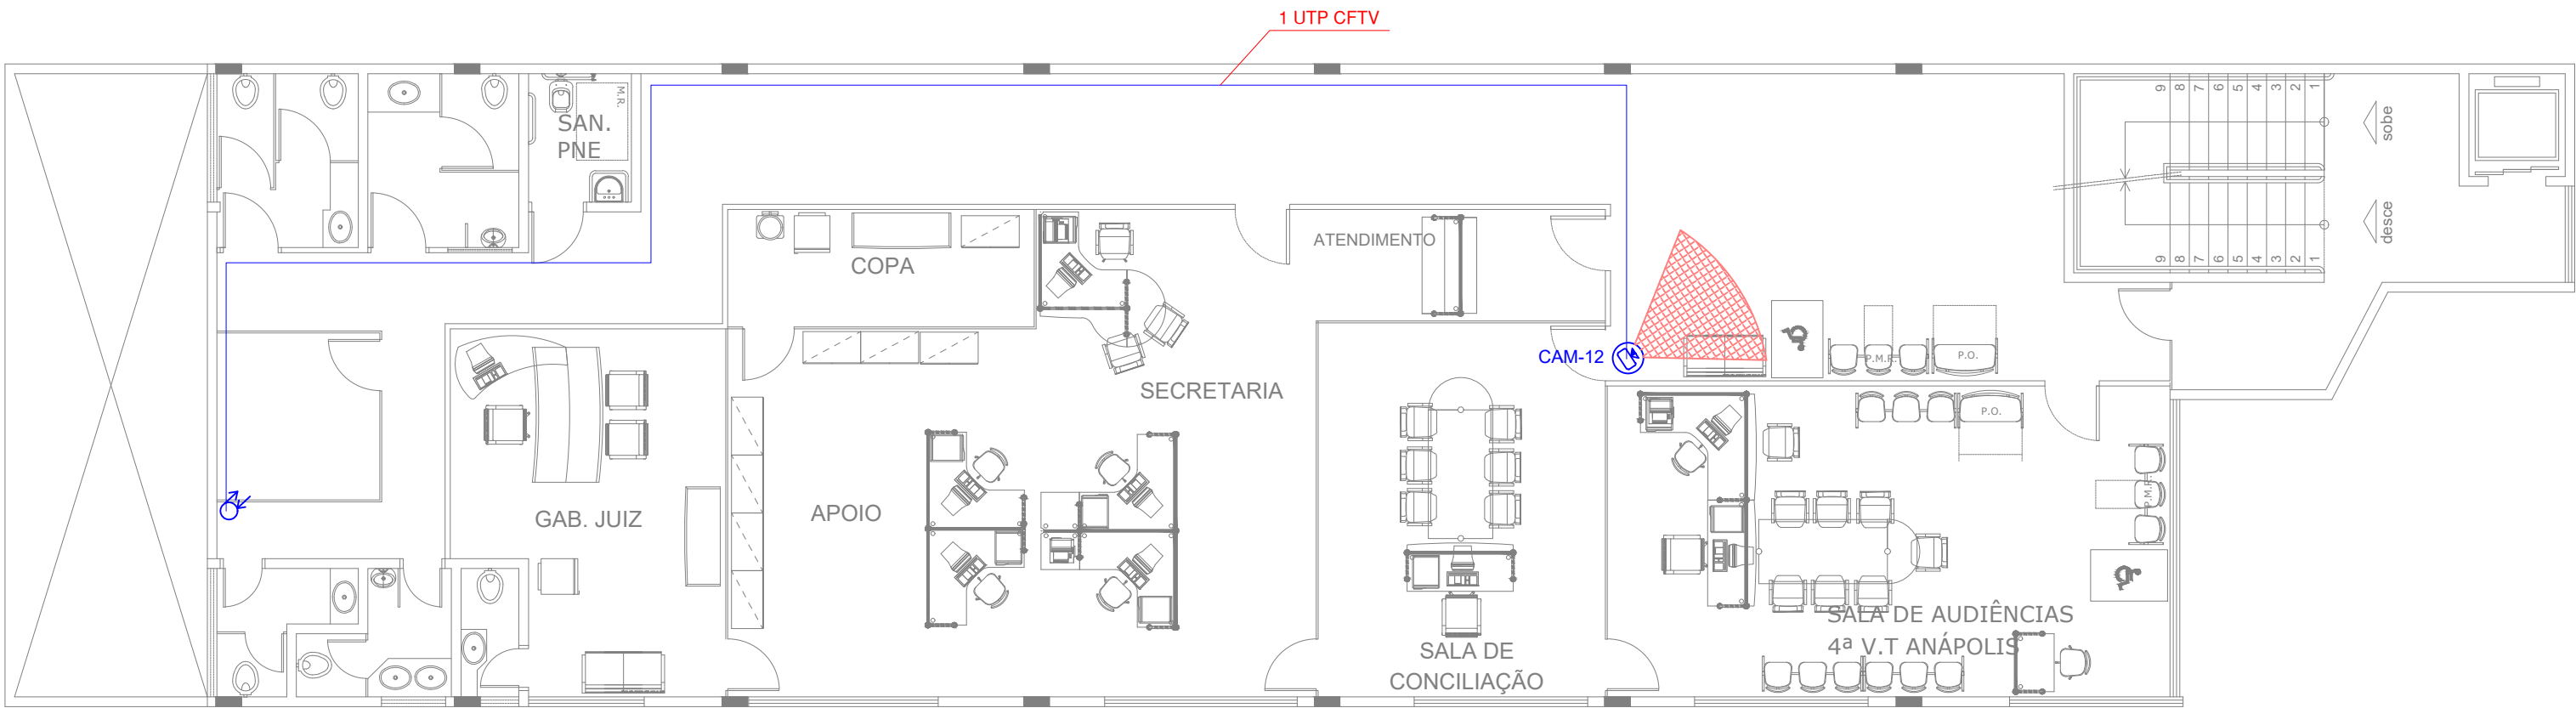 1 UTP CFTV
M.R.
SAN.
PNE
9 8 7 6 5 4 3 2 1
sobe
desce
9 8 7 6 5 4 3 2 1
COPA
ATENDIMENTO
CAM-12
P.M.R.
P.O.
SECRETARIA
P.O.
P.M.R.
GAB. JUIZ
APOIO
SALA DE
CONCILIAÇÃO
SALA DE AUDIÊNCIAS
4ª V.T ANÁPOLIS